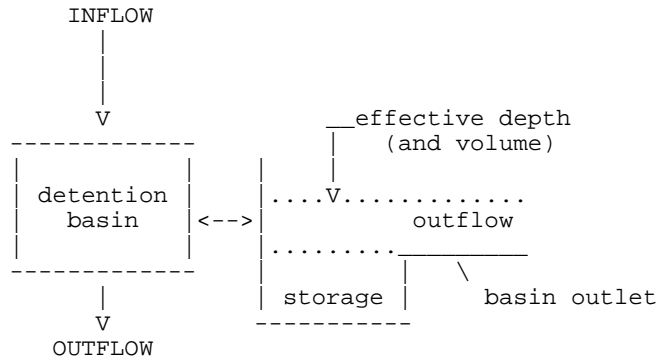 INFLOW
effective depth
(and volume)
detention
basin
outflow
storage
basin outlet
OUTFLOW